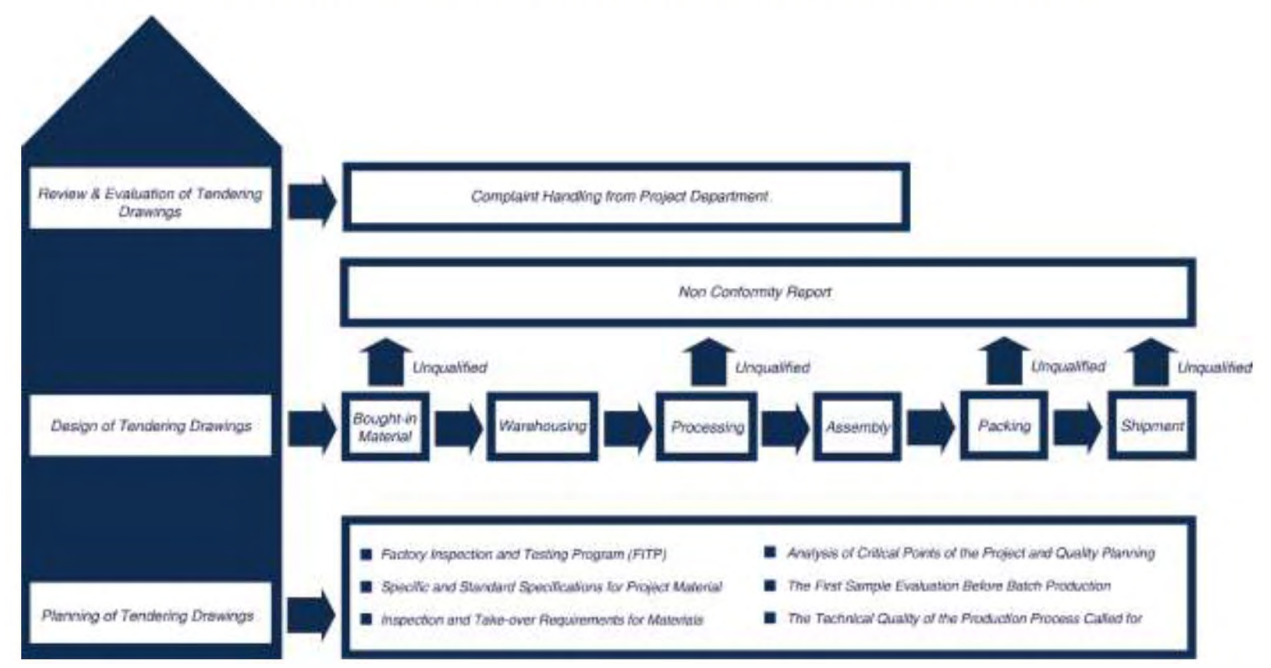 Review & Evaluation of Tendering
Drawings
Complaint Handling from Project Department
Non Conformity Report
Unqualified
Unqualified
Unqualified
Unqualified
Design of Tendering Drawings
Bought-in
Material
Warehousing
Processing
Assembly
Packing
Shipment
Planning of Tendering Drawings
Factory Inspection and Testing Program (FITP)
Specific and Standard Specifications for Project Material
Inspection and Take-over Requirements for Materials
Analysis of Critical Points of the Project and Quality Planning
The First Sample Evaluation Before Batch Production
The Technical Quality of the Production Process Called for